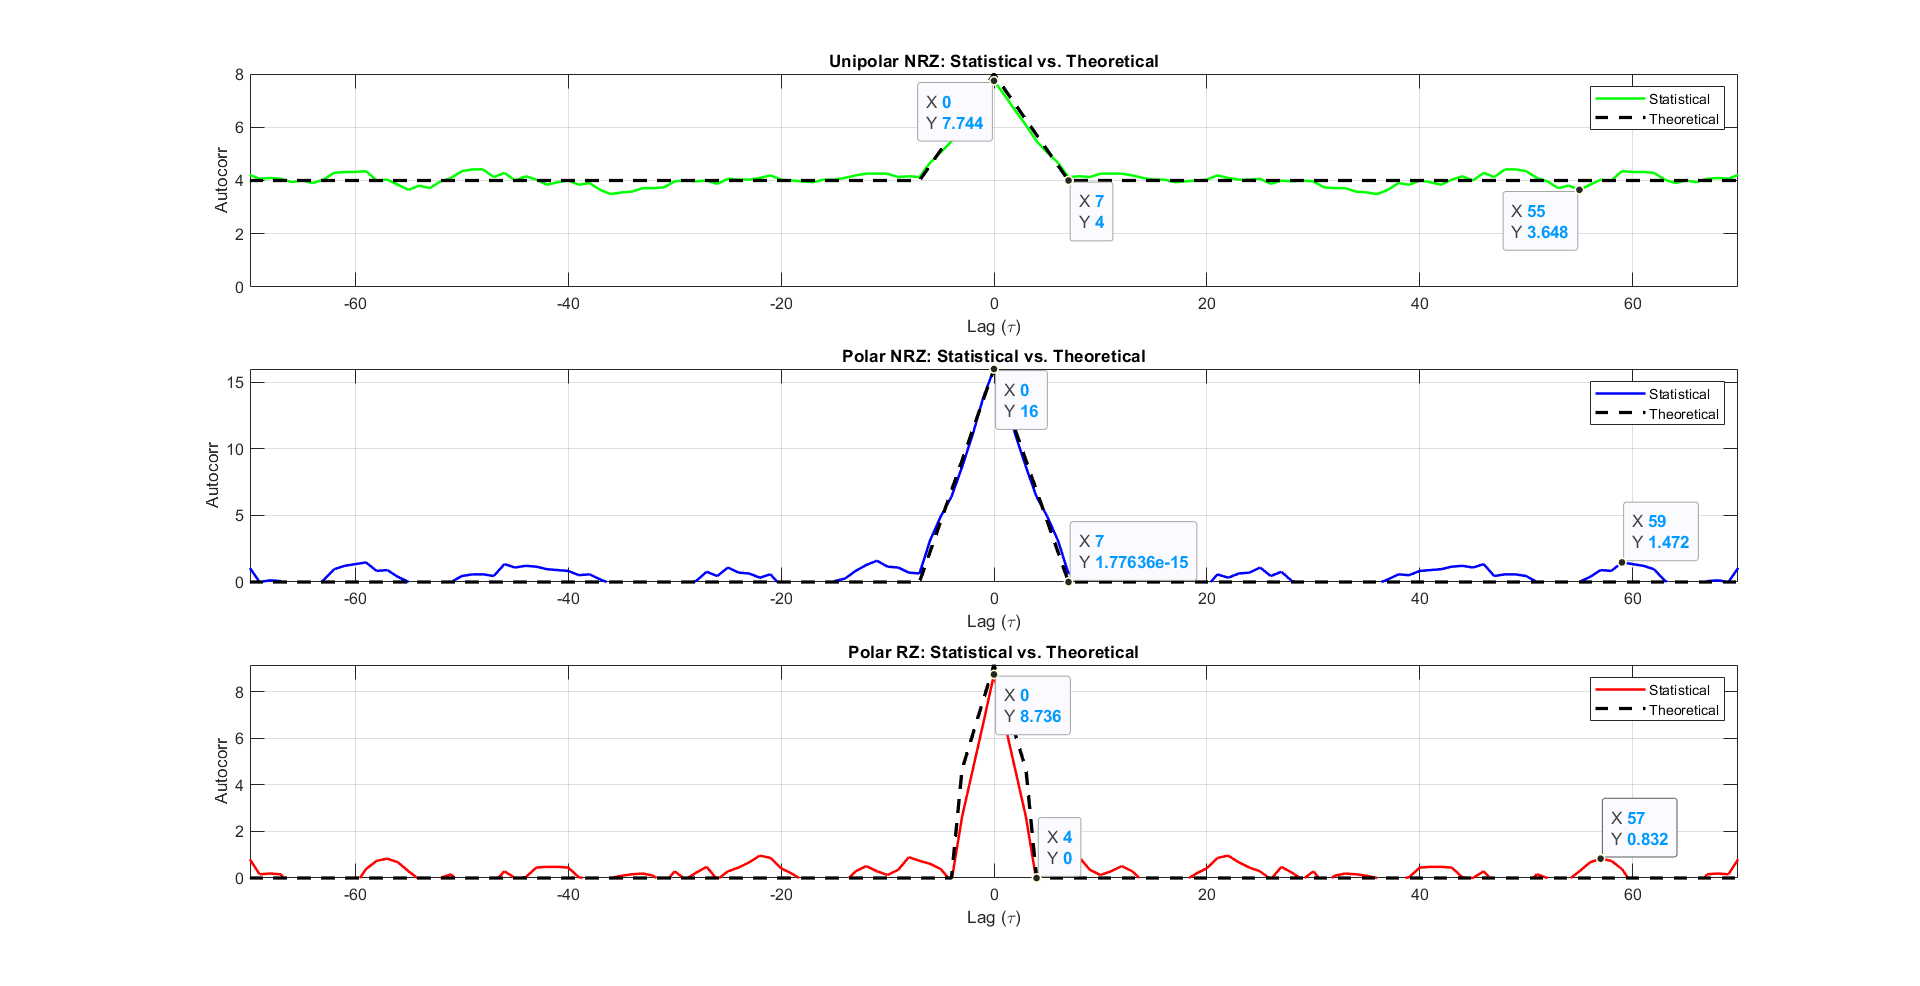 Unipolar NRZ: Statistical vs. Theoretical
8
6
4
2
0
Autocorr
X 0
Y 7.744
X 7
Y 4
X 55
Y 3.648
Statistical
Theoretical
-60 -40 -20 0 20 40 60
Lag (τ)
Polar NRZ: Statistical vs. Theoretical
15
10
5
0
Autocorr
X 0
Y 16
X 7
Y 1.77636e-15
X 59
Y 1.472
Statistical
Theoretical
-60 -40 -20 0 20 40 60
Lag (τ)
Polar RZ: Statistical vs. Theoretical
8
6
4
2
0
Autocorr
X 0
Y 8.736
X 4
Y 0
X 57
Y 0.832
Statistical
Theoretical
-60 -40 -20 0 20 40 60
Lag (τ)